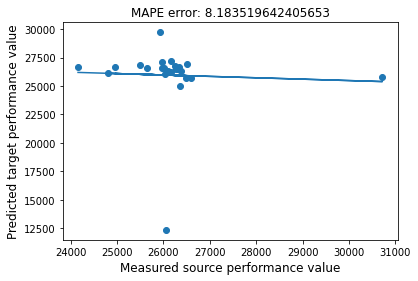 MAPE error: 8.183519642405653
30000
27500
25000
22500
20000
17500
15000
12500
Predicted target performance value
24000 25000 26000 27000 28000 29000 30000 31000
Measured source performance value